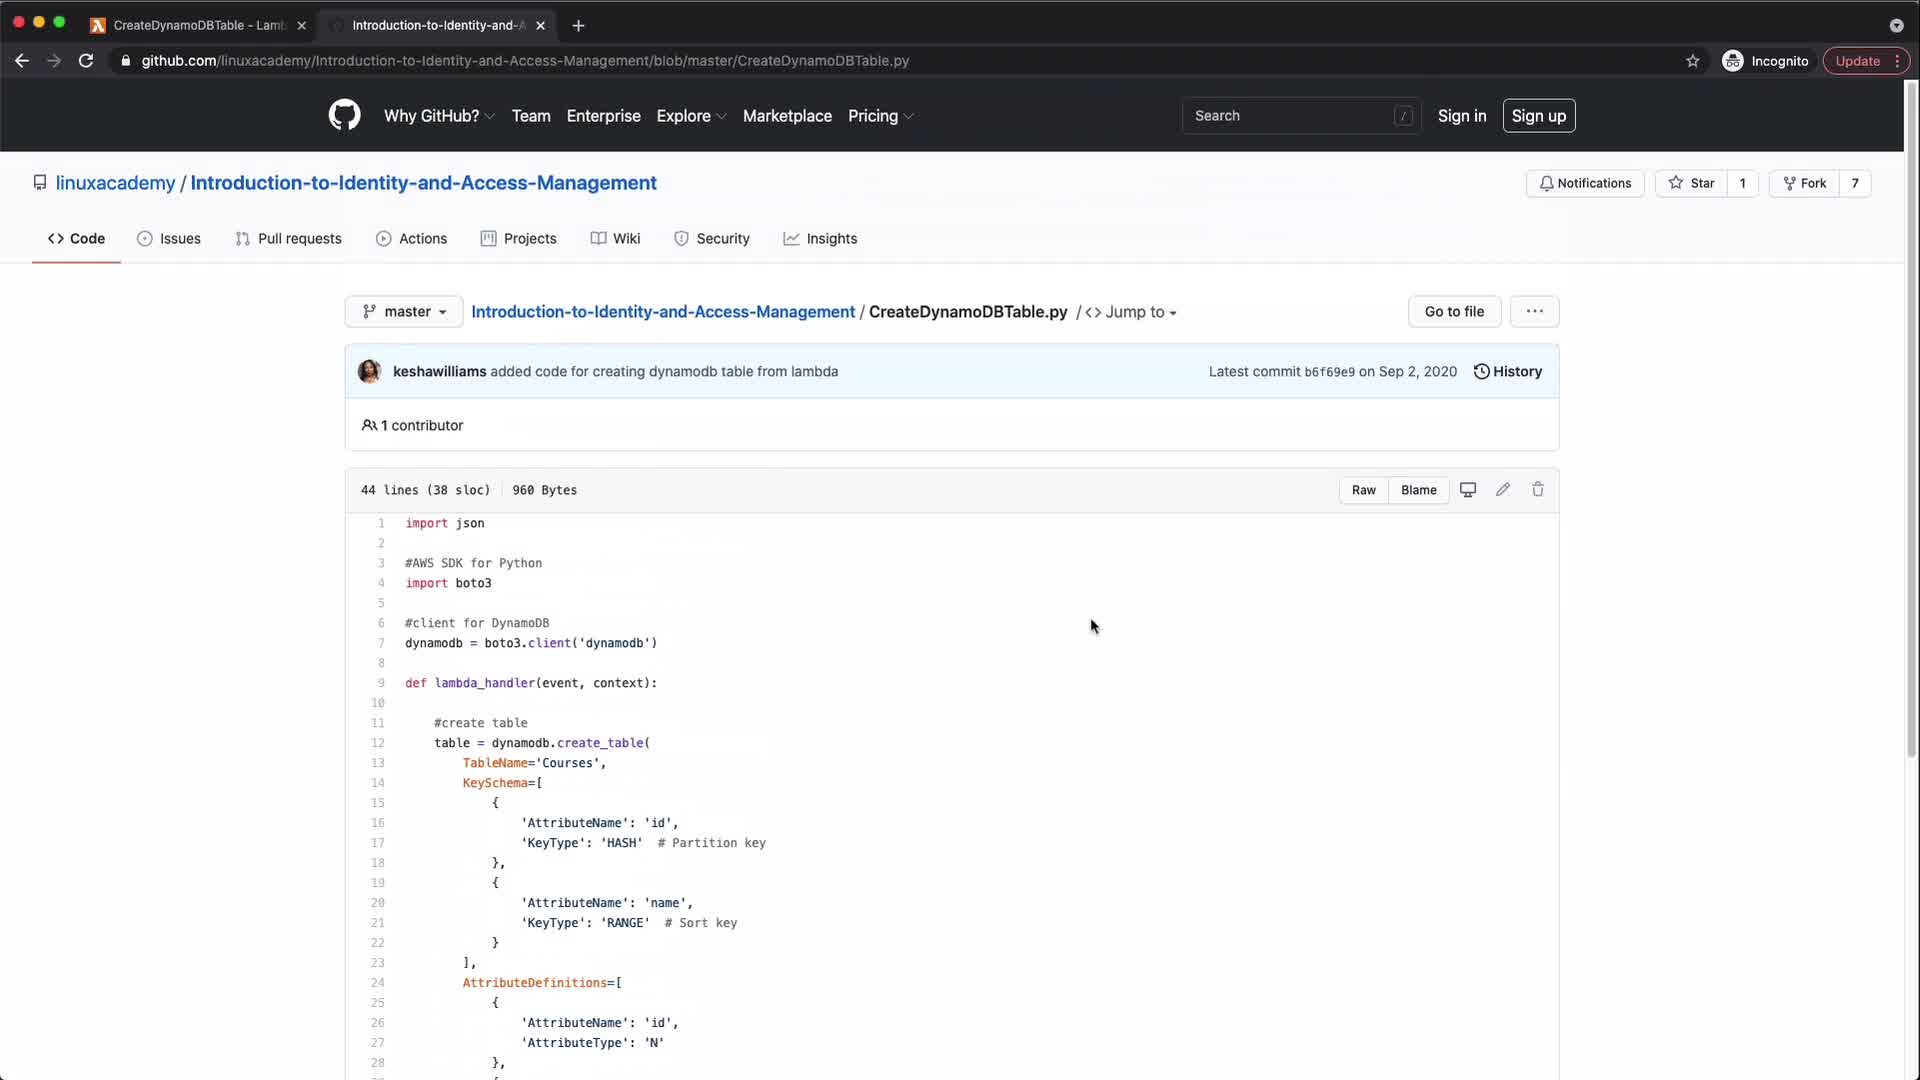 CreateDynamoDBTable - Lam
Introduction-to-Identity-and-A
github.com/linuxacademy/Introduction-to-Identity-and-Access-Management/blob/master/CreateDynamoDBTable.py
Incognito
Update
Why GitHub?
Team
Enterprise
Explore
Marketplace
Pricing
Search
/
Sign in
Sign up
linuxacademy / Introduction-to-Identity-and-Access-Management
Notifications
Star 1
Fork 7
Code
Issues
Pull requests
Actions
Projects
Wiki
Security
Insights
master
Introduction-to-Identity-and-Access-Management / CreateDynamoDBTable.py / <> Jump to
Go to file
...
keshawilliams added code for creating dynamodb table from lambda
Latest commit b6f69e9 on Sep 2, 2020
History
1 contributor
44 lines (38 sloc) 960 Bytes
Raw
Blame
1 import json
2
3 #AWS SDK for Python
4 import boto3
5
6 #client for DynamoDB
7 dynamodb = boto3.client('dynamodb')
8
9 def lambda_handler(event, context):
10
11 #create table
12 table = dynamodb.create_table(
13 TableName='Courses',
14 KeySchema=[
15 {
16 'AttributeName': 'id',
17 'KeyType': 'HASH' # Partition key
18 },
19 {
20 'AttributeName': 'name',
21 'KeyType': 'RANGE' # Sort key
22 }
23 ],
24 AttributeDefinitions=[
25 {
26 'AttributeName': 'id',
27 'AttributeType': 'N'
28 },